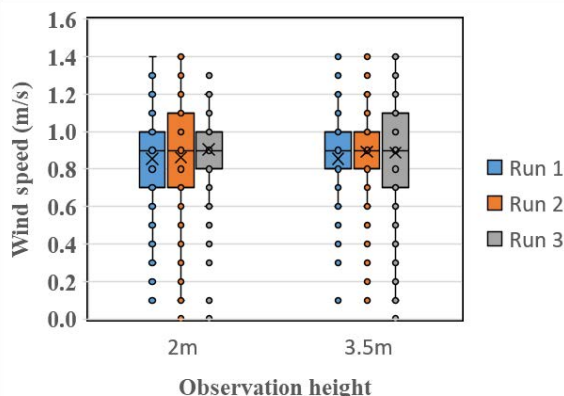 1.6
1.4
1.2
1.0
0.8
0.6
0.4
0.2
0.0
Wind speed (m/s)
2m
3.5m
Observation height
Run 1
Run 2
Run 3